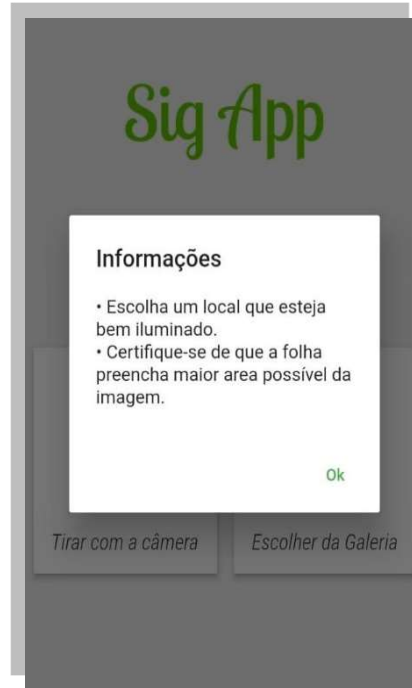 Sig App
Informações
• Escolha um local que esteja
bem iluminado.
• Certifique-se de que a folha
preencha maior area possível da
imagem.
Ok
Tirar com a câmera
Escolher da Galeria